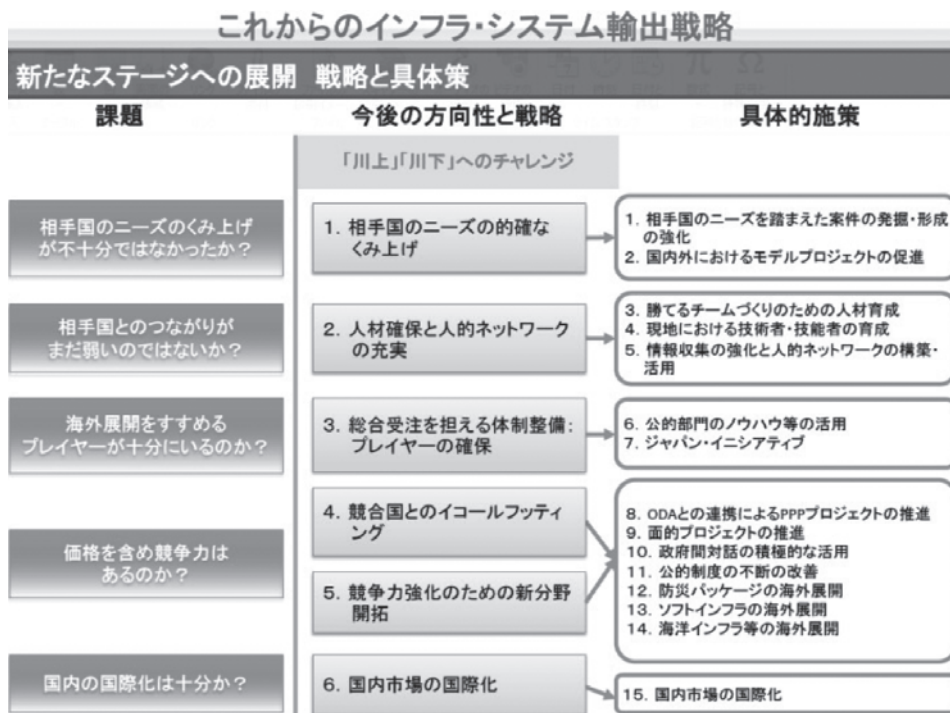 これからのインフラ・システム輸出戦略
新たなステージへの展開 戦略と具体策
課題
今後の方向性と戦略
具体的施策
「川上」「川下」へのチャレンジ
相手国のニーズのくみ上げ
が不十分ではなかったか？
1. 相手国のニーズの的確な
くみ上げ
1. 相手国のニーズを踏まえた案件の発掘・形成
の強化
2. 国内外におけるモデルプロジェクトの促進
相手国とのつながりが
まだ弱いのではないか？
2. 人材確保と人的ネットワーク
の充実
3. 勝てるチームづくりのための人材育成
4. 現地における技術者・技能者の育成
5. 情報収集の強化と人的ネットワークの構築・
活用
海外展開をすすめる
プレイヤーが十分にいるのか？
3. 総合受注を担える体制整備：
プレイヤーの確保
6. 公的部門のノウハウ等の活用
7. ジャパン・イニシアティブ
価格を含め競争力は
あるのか？
4. 競合国とのイコールフッティ
ング
5. 競争力強化のための新分野
開拓
8. ODAとの連携によるPPPプロジェクトの推進
9. 面的プロジェクトの推進
10. 政府間対話の積極的な活用
11. 公的制度の不断の改善
12. 防災パッケージの海外展開
13. ソフトインフラの海外展開
14. 海洋インフラ等の海外展開
国内の国際化は十分か？
6. 国内市場の国際化
15. 国内市場の国際化